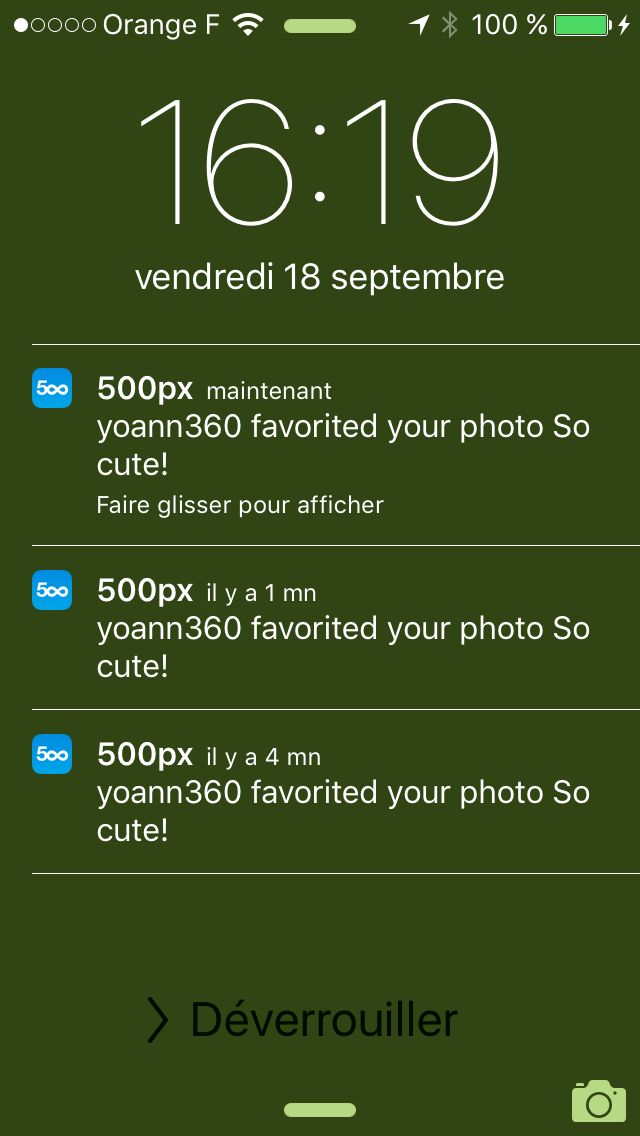 Orange F 100 %
16:19
vendredi 18 septembre
500px maintenant
yoann360 favorited your photo So
cute!
Faire glisser pour afficher
500px il y a 1 mn
yoann360 favorited your photo So
cute!
500px il y a 4 mn
yoann360 favorited your photo So
cute!
> Déverrouiller